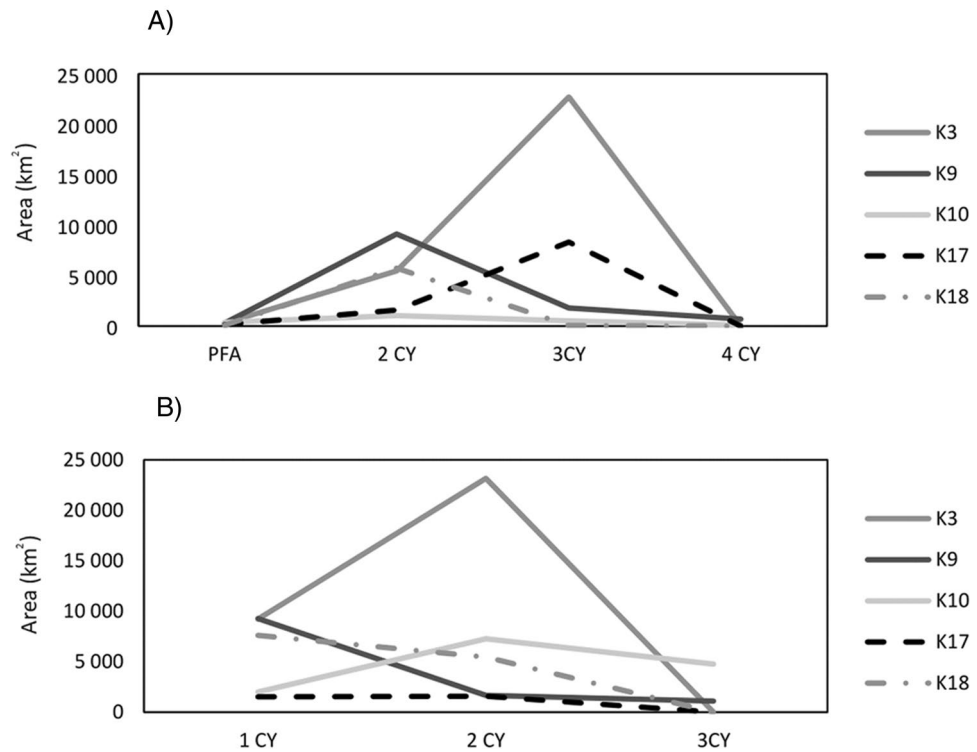 A)
Area (km²)
25 000
20 000
15 000
10 000
5 000
0
PFA 2 CY 3CY 4 CY
K3
K9
K10
K17
K18
B)
Area (km²)
25 000
20 000
15 000
10 000
5 000
0
1 CY 2 CY 3CY
K3
K9
K10
K17
K18